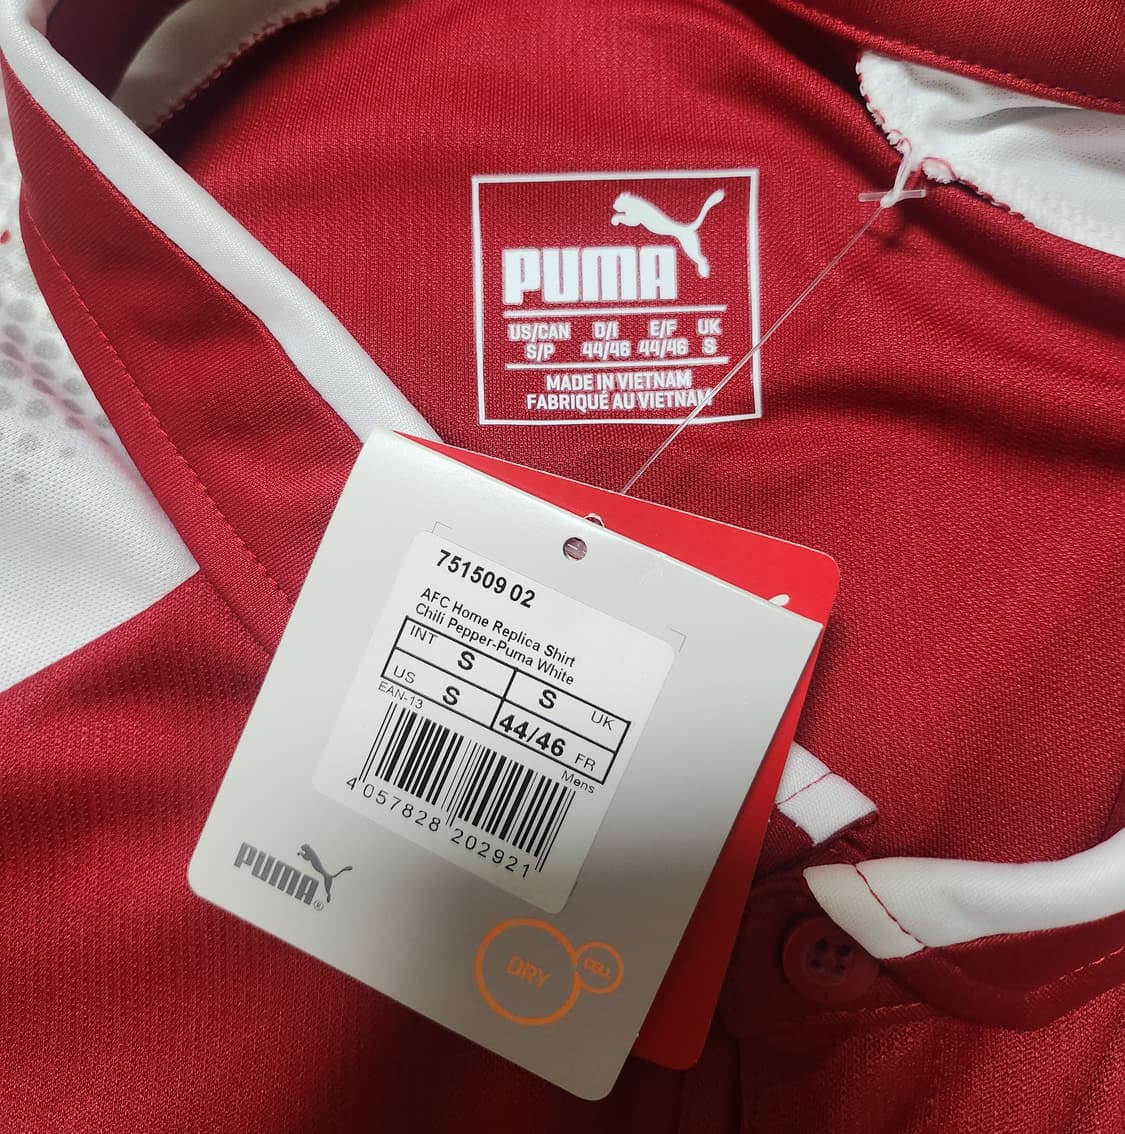 PUMA
US/CAN D/I E/F UK
S/P 44/46 44/46 S
MADE IN VIETNAM
FABRIQUÉ AU VIETNAM
751509 02
AFC Home Replica Shirt
Chili Pepper-Puma White
INT S S UK
US S 44/46 FR
EAN-13 Mens
4 057828 202921
PUMA®
DRY CELL